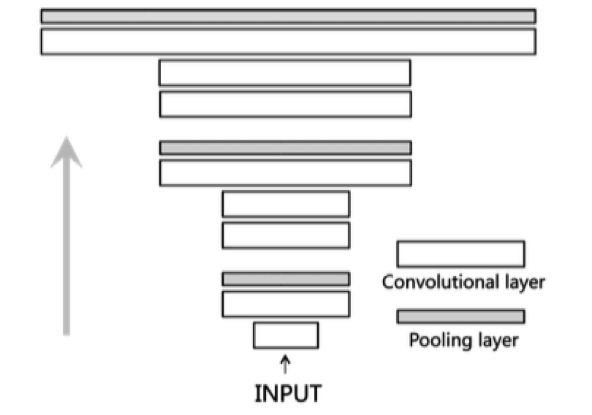 Convolutional layer
Pooling layer
INPUT